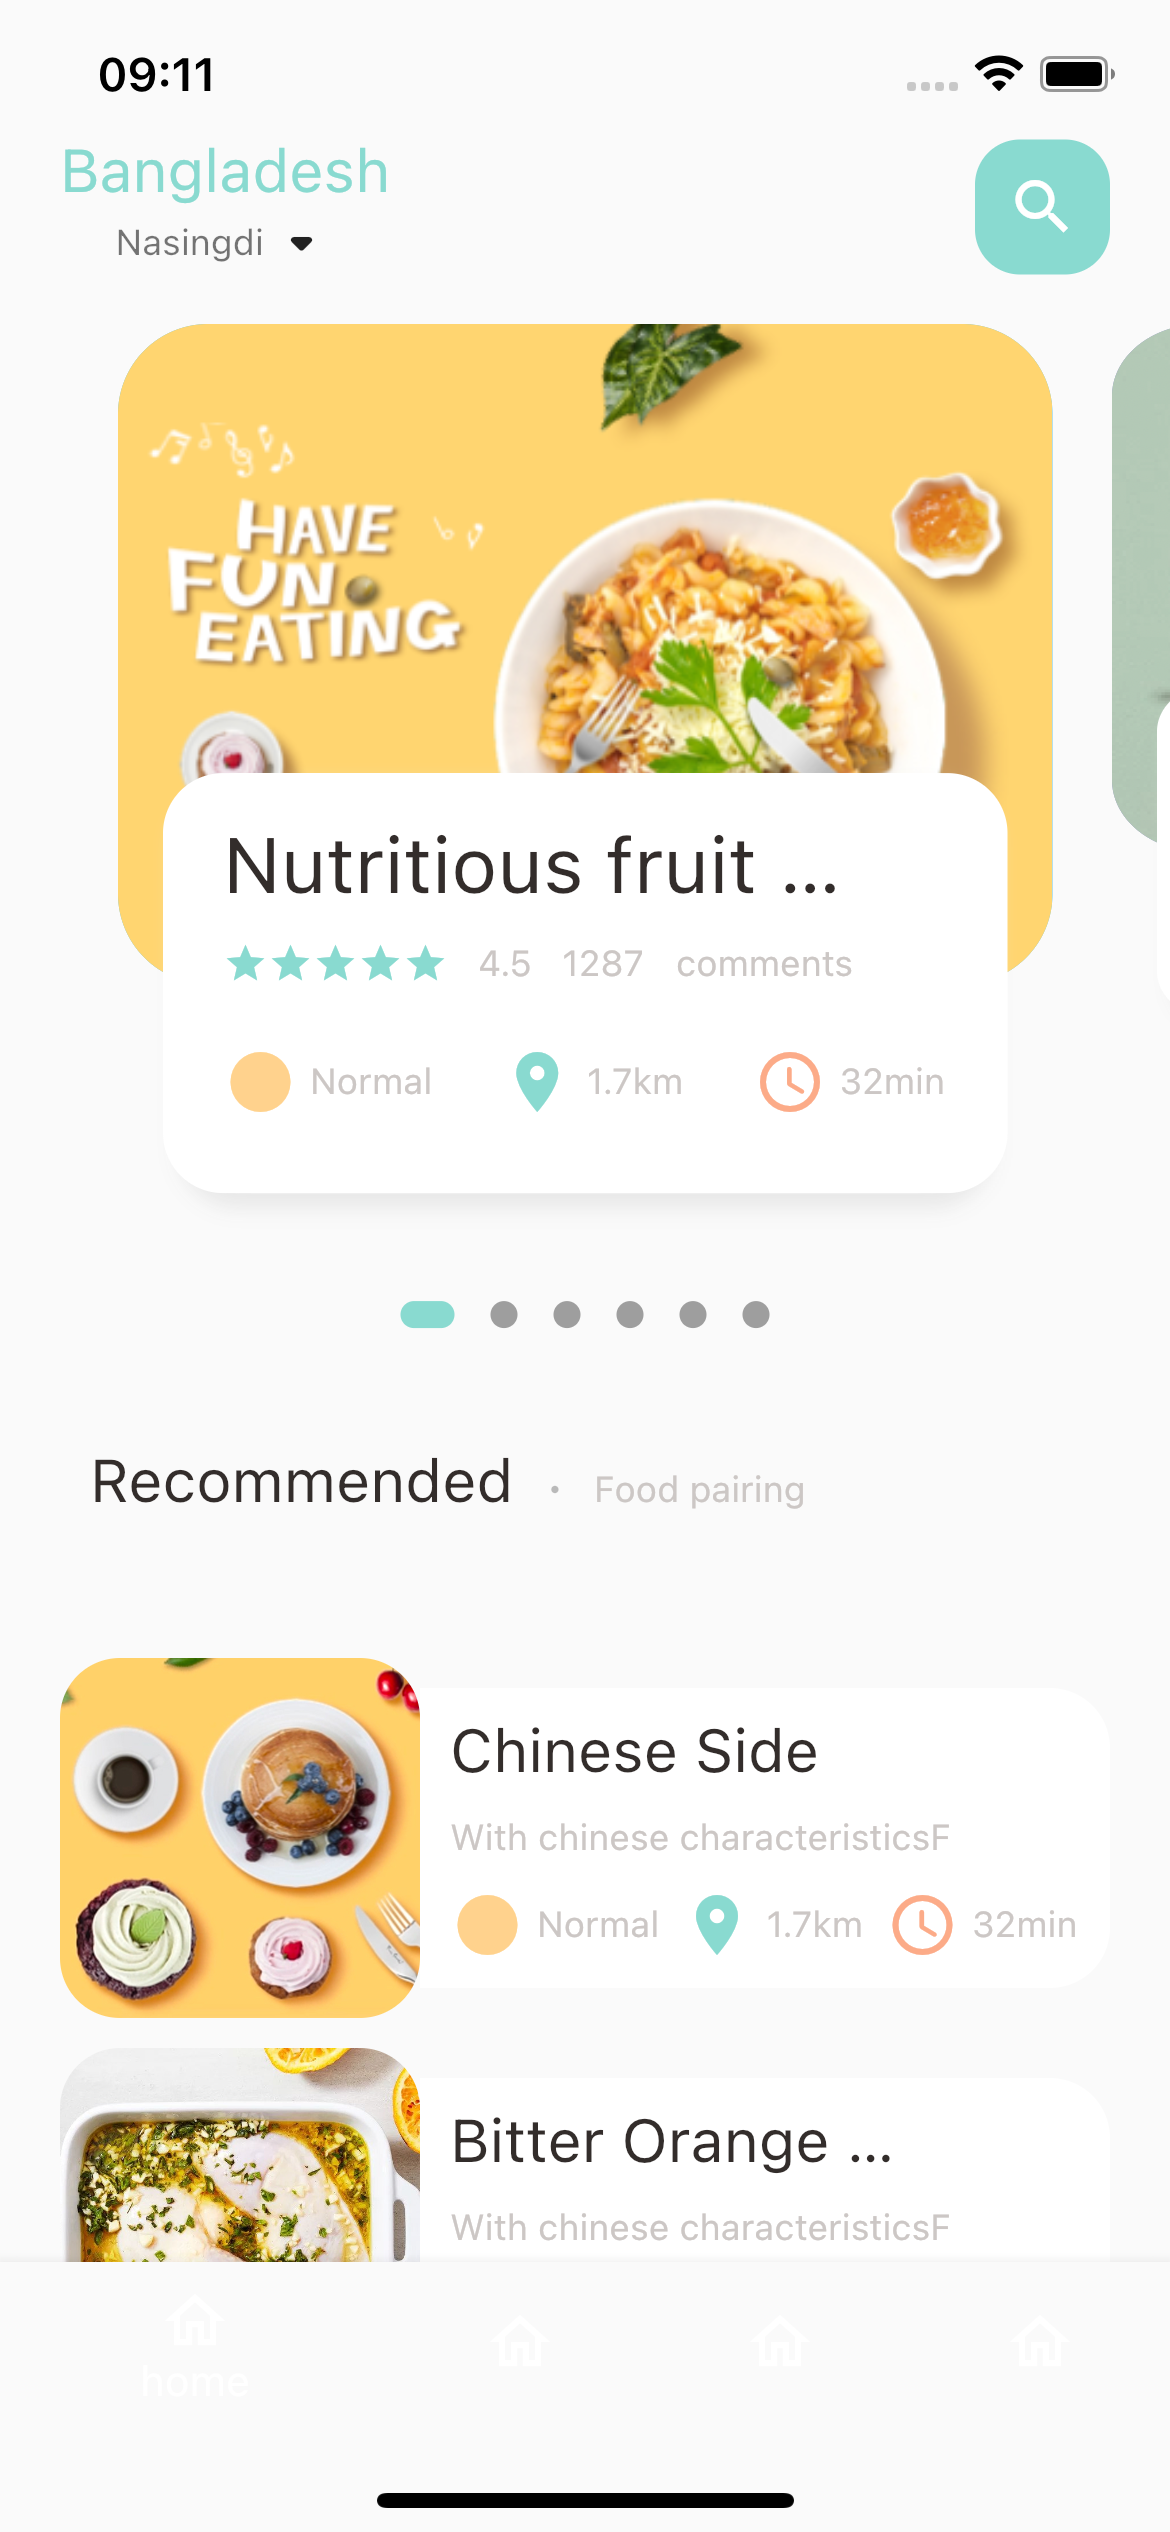 09:11
Bangladesh
Nasingdi
HAVE
FUN
EATING
Nutritious fruit ...
4.5 1287 comments
Normal 1.7km 32min
Recommended · Food pairing
Chinese Side
With chinese characteristicsF
Normal 1.7km 32min
Bitter Orange ...
With chinese characteristicsF
home